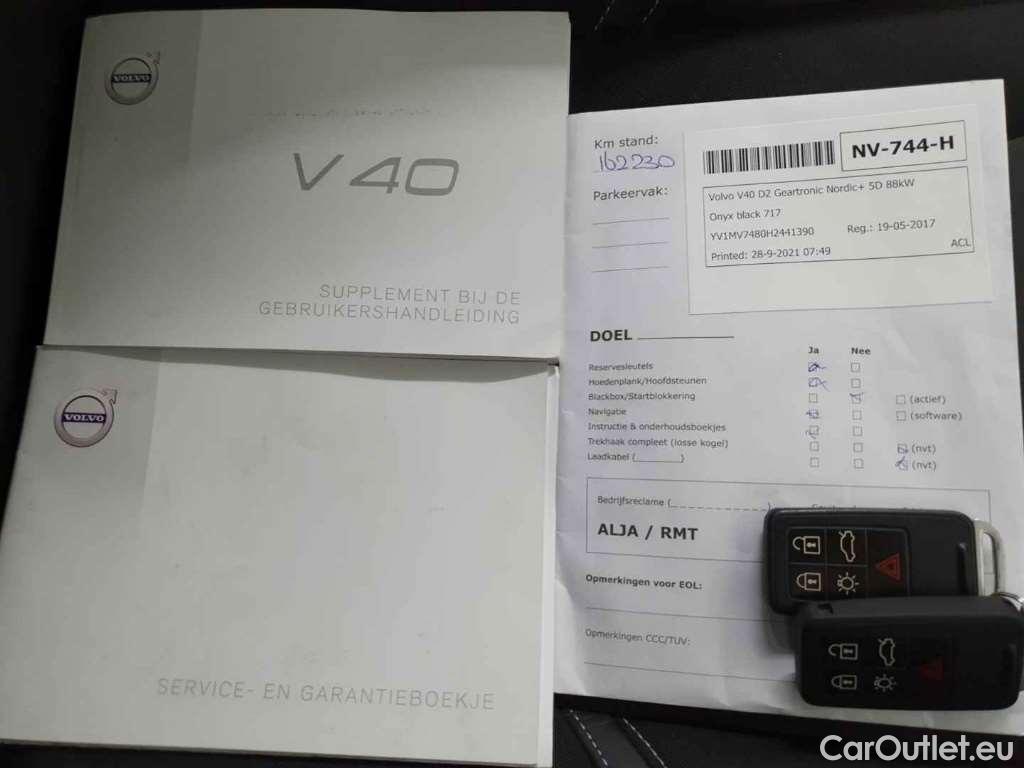 VOLVO
V40
SUPPLEMENT BIJ DE
GEBRUIKERSHANDLEIDING
VOLVO
SERVICE- EN GARANTIEBOEKJE
Km stand:
162230
Parkeervak:
NV-744-H
Volvo V40 D2 Geartronic Nordic+ 5D 88kW
Onyx black 717
YV1MV7480H2441390 Reg.: 19-05-2017
Printed: 28-9-2021 07:49 ACL
DOEL
Ja Nee
Reservesleutels
Hoedenplank/Hoofdsteunen
Blackbox/Startblokkering (actief)
Navigatie (software)
Instructie & onderhoudsboekjes
Trekhaak compleet (losse kogel) (nvt)
Laadkabel (________) (nvt)
Bedrijfsreclame (
ALJA / RMT
Opmerkingen voor EOL:
Opmerkingen CCC/TUV:
CarOutlet.eu